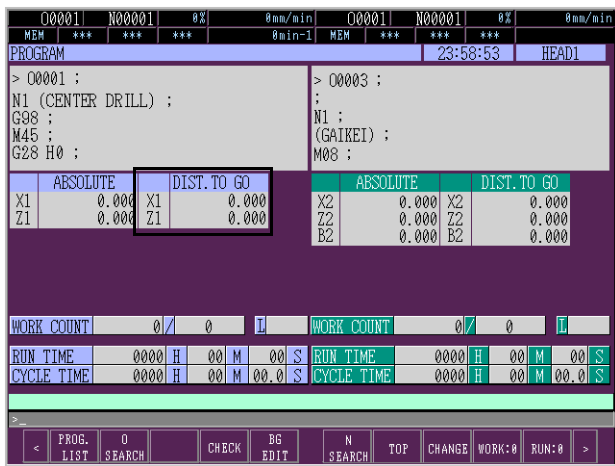 O0001 N00001 0% 0mm/min O0001 N00001 0% 0mm/min
MEM *** *** *** 0min-1 MEM *** *** ***
PROGRAM 23:58:53 HEAD1
> O0001 ;
N1 (CENTER DRILL) ;
G98 ;
M45 ;
G28 H0 ;
> O0003 ;
;
N1 ;
(GAIKEI) ;
M08 ;
ABSOLUTE DIST.TO GO
X1 0.000 X1 0.000
Z1 0.000 Z1 0.000
ABSOLUTE DIST.TO GO
X2 0.000 X2 0.000
Z2 0.000 Z2 0.000
B2 0.000 B2 0.000
WORK COUNT 0/ 0 L WORK COUNT 0/ 0 L
RUN TIME 0000 H 00 M 00 S RUN TIME 0000 H 00 M 00 S
CYCLE TIME 0000 H 00 M 00.0 S CYCLE TIME 0000 H 00 M 00.0 S
>_
< PROG. LIST O SEARCH CHECK BG EDIT N SEARCH TOP CHANGE WORK:0 RUN:0 >